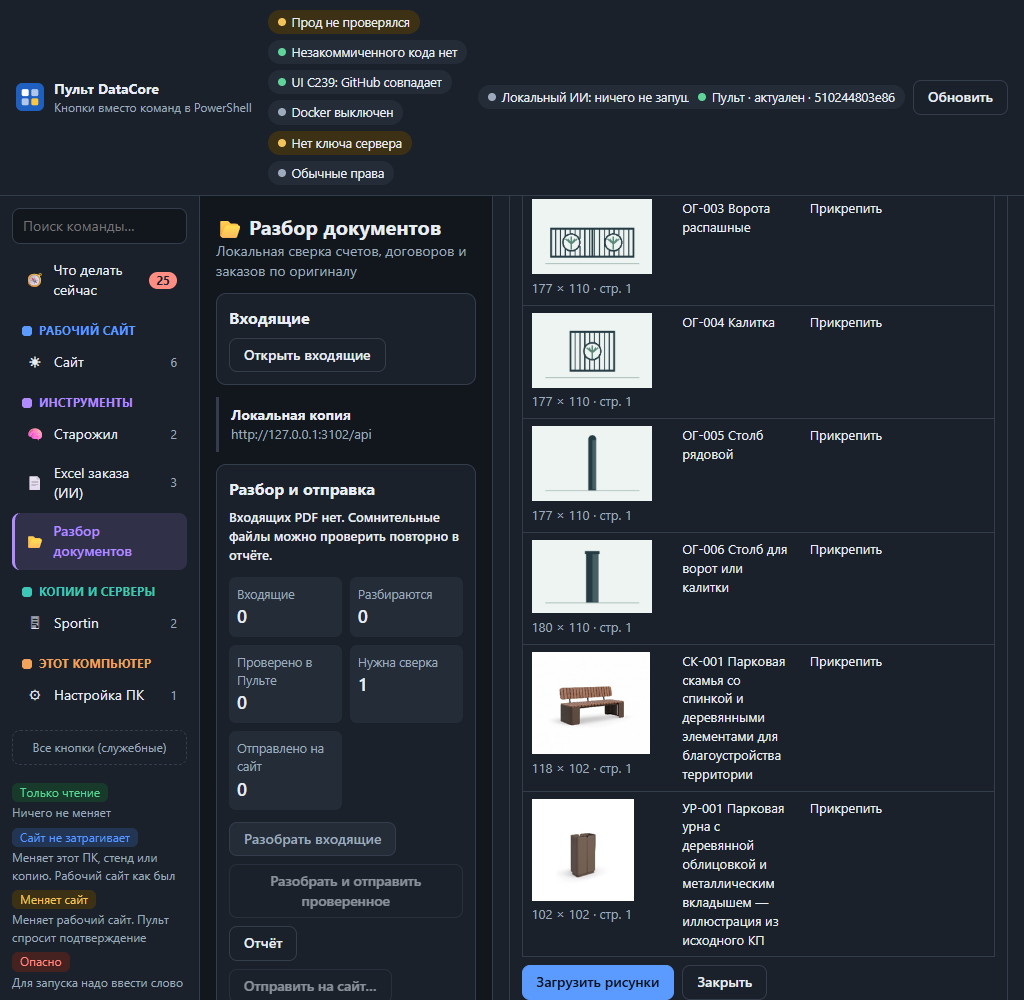 Пульт DataCore
Кнопки вместо команд в PowerShell
Прод не проверялся
Незакоммиченного кода нет
UI C239: GitHub совпадает
Docker выключен
Нет ключа сервера
Обычные права
Локальный ИИ: ничего не запущ
Пульт · актуален · 510244803e86
Обновить
Поиск команды...
Что делать
сейчас
25
РАБОЧИЙ САЙТ
Сайт
6
ИНСТРУМЕНТЫ
Старожил
2
Excel заказа
(ИИ)
3
Разбор
документов
КОПИИ И СЕРВЕРЫ
Sportin
2
ЭТОТ КОМПЬЮТЕР
Настройка ПК
1
Все кнопки (служебные)
Только чтение
Ничего не меняет
Сайт не затрагивает
Меняет этот ПК, стенд или
копию. Рабочий сайт как был
Меняет сайт
Меняет рабочий сайт. Пульт
спросит подтверждение
Опасно
Для запуска надо ввести слово
Разбор документов
Локальная сверка счетов, договоров и
заказов по оригиналу
Входящие
Открыть входящие
Локальная копия
http://127.0.0.1:3102/api
Разбор и отправка
Входящих PDF нет. Сомнительные
файлы можно проверить повторно в
отчёте.
Входящие
0
Разбираются
0
Проверено в
Пульте
0
Нужна сверка
1
Отправлено на
сайт
0
Разобрать входящие
Разобрать и отправить
проверенное
Отчёт
Отправить на сайт...
177 × 110 · стр. 1
ОГ-003 Ворота
распашные
Прикрепить
177 × 110 · стр. 1
ОГ-004 Калитка
Прикрепить
177 × 110 · стр. 1
ОГ-005 Столб
рядовой
Прикрепить
180 × 110 · стр. 1
ОГ-006 Столб для
ворот или
калитки
Прикрепить
118 × 102 · стр. 1
СК-001 Парковая
скамья со
спинкой и
деревянными
элементами для
благоустройства
территории
Прикрепить
102 × 102 · стр. 1
УР-001 Парковая
урна с
деревянной
облицовкой и
металлическим
вкладышем —
иллюстрация из
исходного КП
Прикрепить
Загрузить рисунки
Закрыть